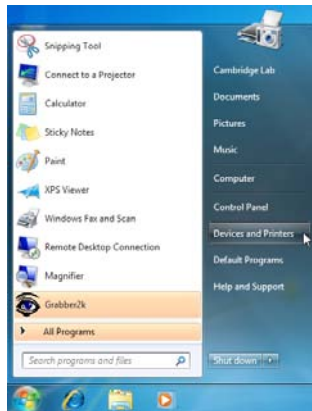 Snipping Tool
Connect to a Projector
Calculator
Sticky Notes
Paint
XPS Viewer
Windows Fax and Scan
Remote Desktop Connection
Magnifier
Grabber2k
All Programs
Search programs and files
Cambridge Lab
Documents
Pictures
Music
Computer
Control Panel
Devices and Printers
Default Programs
Help and Support
Shut down